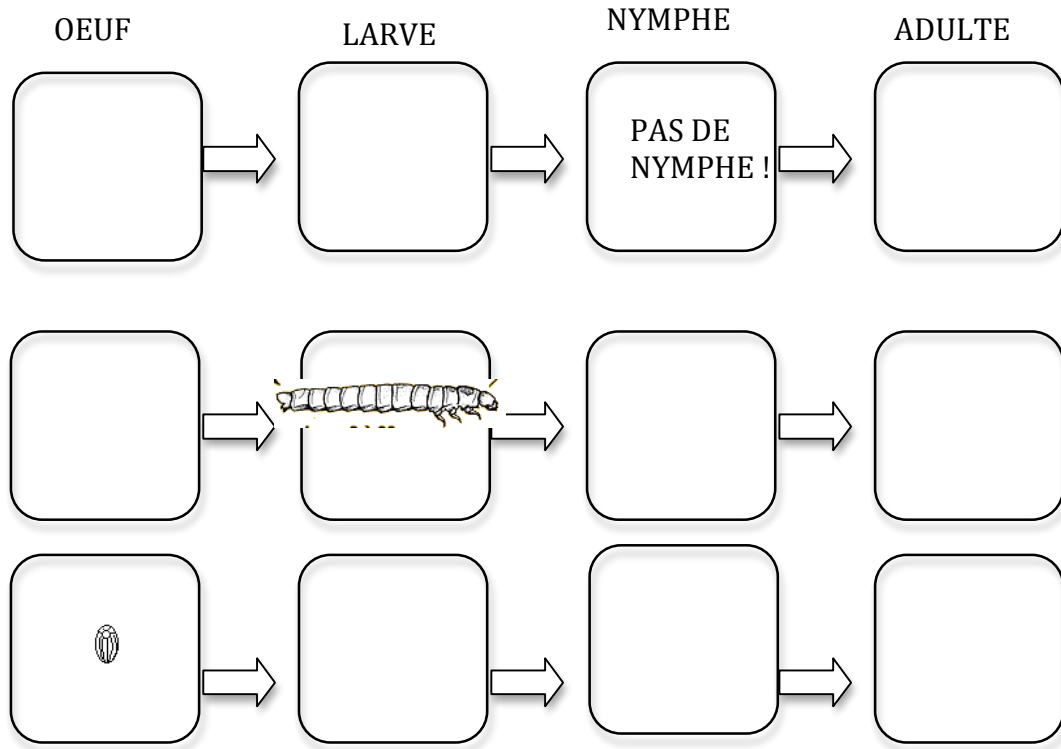 OEUF
LARVE
NYMPHE
ADULTE
PAS DE
NYMPHE !